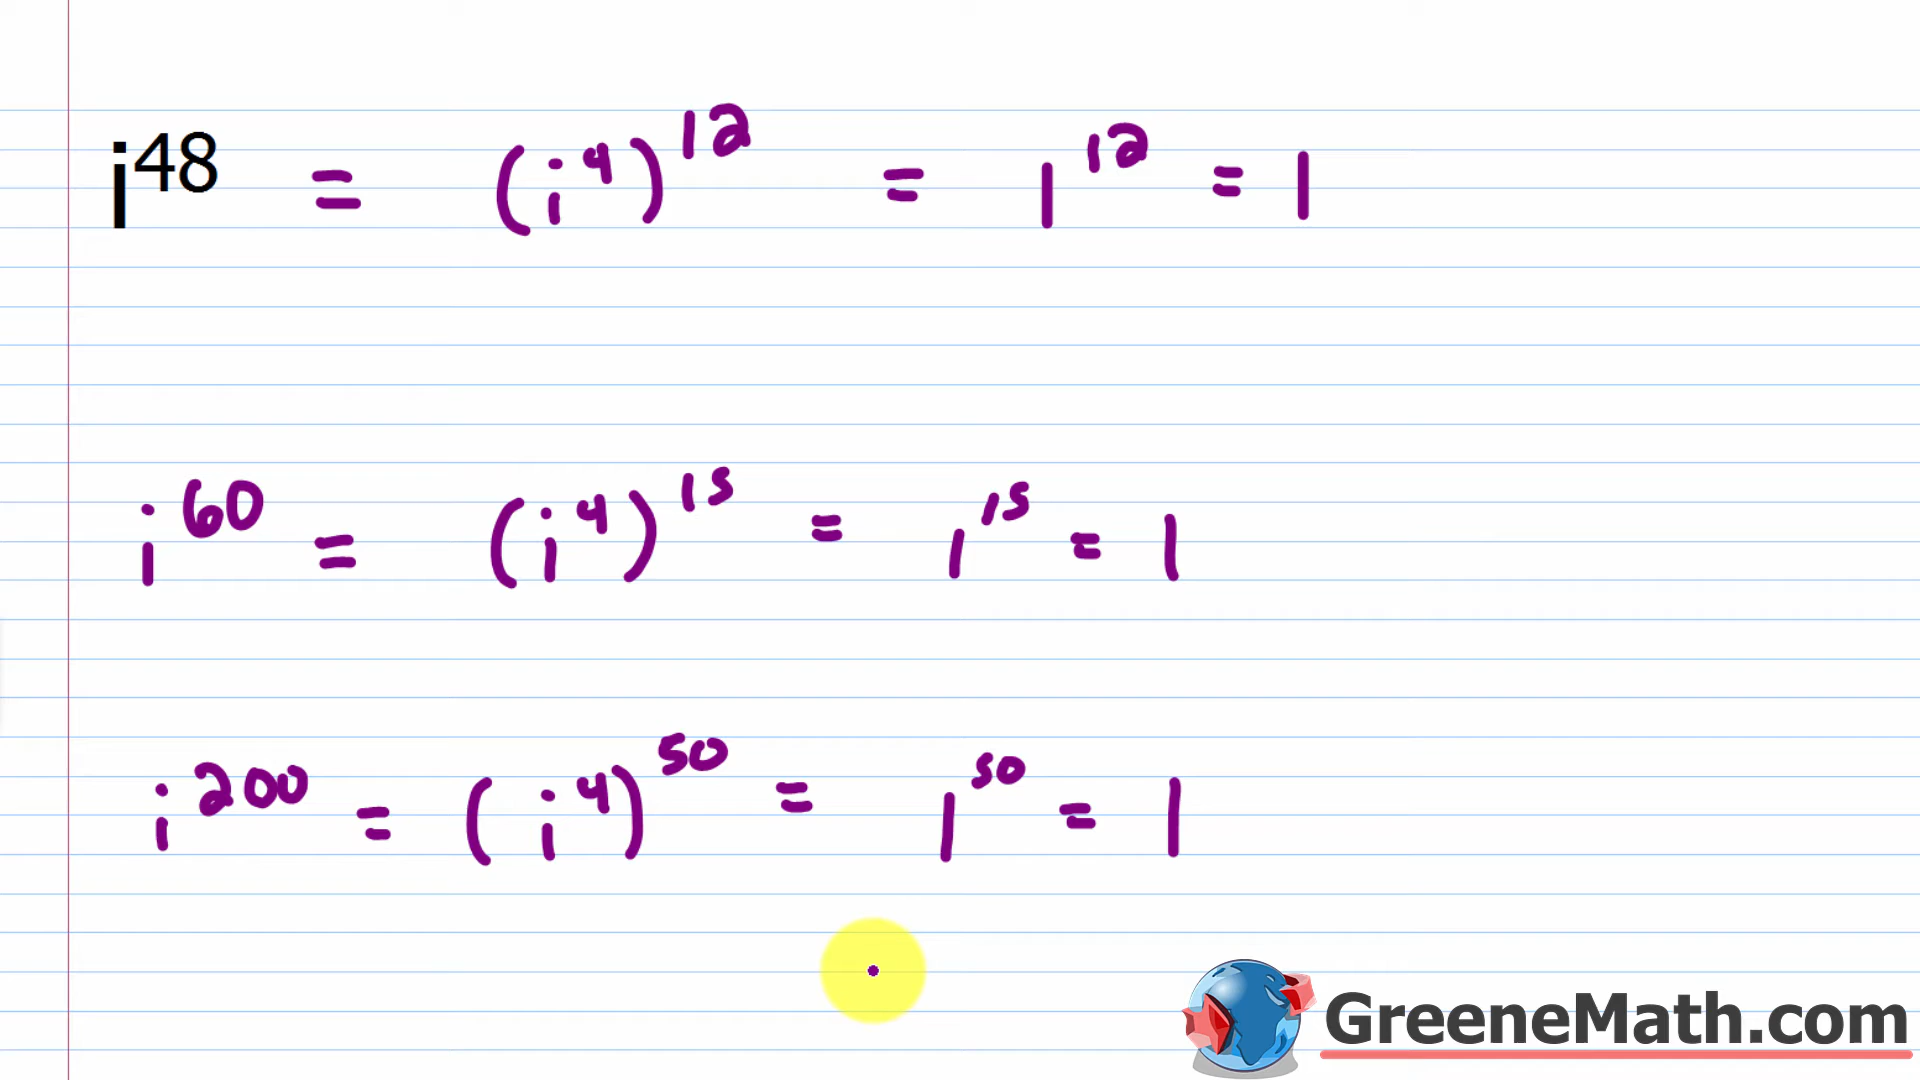 i⁴⁸ = (i⁴)¹² = 1¹² = 1
i⁶⁰ = (i⁴)¹⁵ = 1¹⁵ = 1
i²⁰⁰ = (i⁴)⁵⁰ = 1⁵⁰ = 1
GreeneMath.com